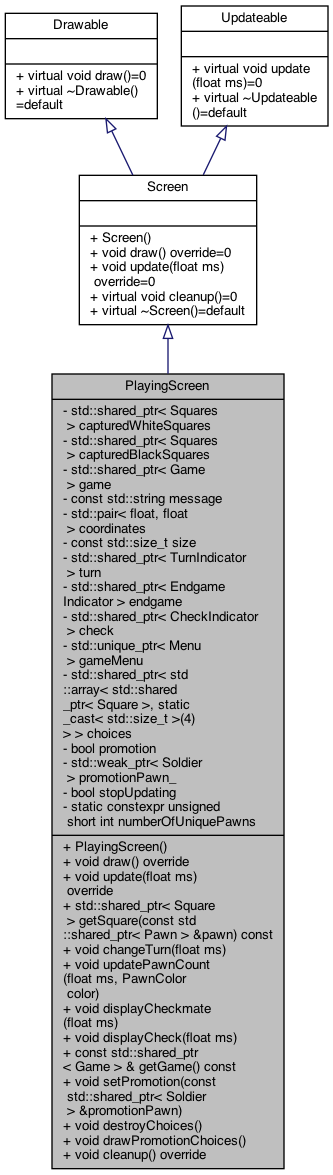 Drawable
+ virtual void draw()=0
+ virtual ~Drawable()
=default
Updateable
+ virtual void update
(float ms)=0
+ virtual ~Updateable
()=default
Screen
+ Screen()
+ void draw() override=0
+ void update(float ms)
override=0
+ virtual void cleanup()=0
+ virtual ~Screen()=default
PlayingScreen
- std::shared_ptr< Squares
> capturedWhiteSquares
- std::shared_ptr< Squares
> capturedBlackSquares
- std::shared_ptr< Game
> game
- const std::string message
- std::pair< float, float
> coordinates
- const std::size_t size
- std::shared_ptr< TurnIndicator
> turn
- std::shared_ptr< Endgame
Indicator > endgame
- std::shared_ptr< CheckIndicator
> check
- std::unique_ptr< Menu
> gameMenu
- std::shared_ptr< std
::array< std::shared
_ptr< Square >, static
_cast< std::size_t >(4)
> > choices
- bool promotion
- std::weak_ptr< Soldier
> promotionPawn_
- bool stopUpdating
- static constexpr unsigned
short int numberOfUniquePawns
+ PlayingScreen()
+ void draw() override
+ void update(float ms)
override
+ std::shared_ptr< Square
> getSquare(const std
::shared_ptr< Pawn > &pawn) const
+ void changeTurn(float ms)
+ void updatePawnCount
(float ms, PawnColor
color)
+ void displayCheckmate
(float ms)
+ void displayCheck(float ms)
+ const std::shared_ptr
< Game > & getGame() const
+ void setPromotion(const
std::shared_ptr< Soldier
> &promotionPawn)
+ void destroyChoices()
+ void drawPromotionChoices()
+ void cleanup() override